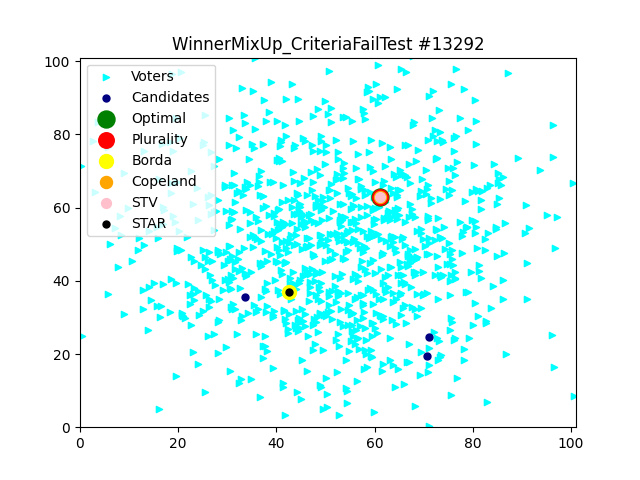 WinnerMixUp_CriteriaFailTest #13292
100
80
60
40
20
0
Voters
Candidates
Optimal
Plurality
Borda
Copeland
STV
STAR
0 20 40 60 80 100